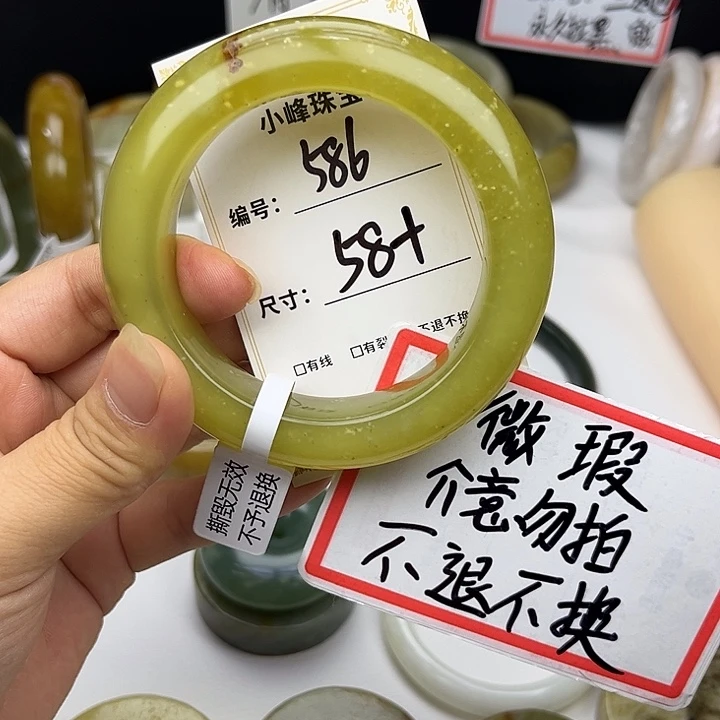 小峰珠宝
编号: 586
尺寸: 58+
□有线 □有裂 不退不换
撕毁无效
不予退换
微瑕
介意勿拍
不退不换